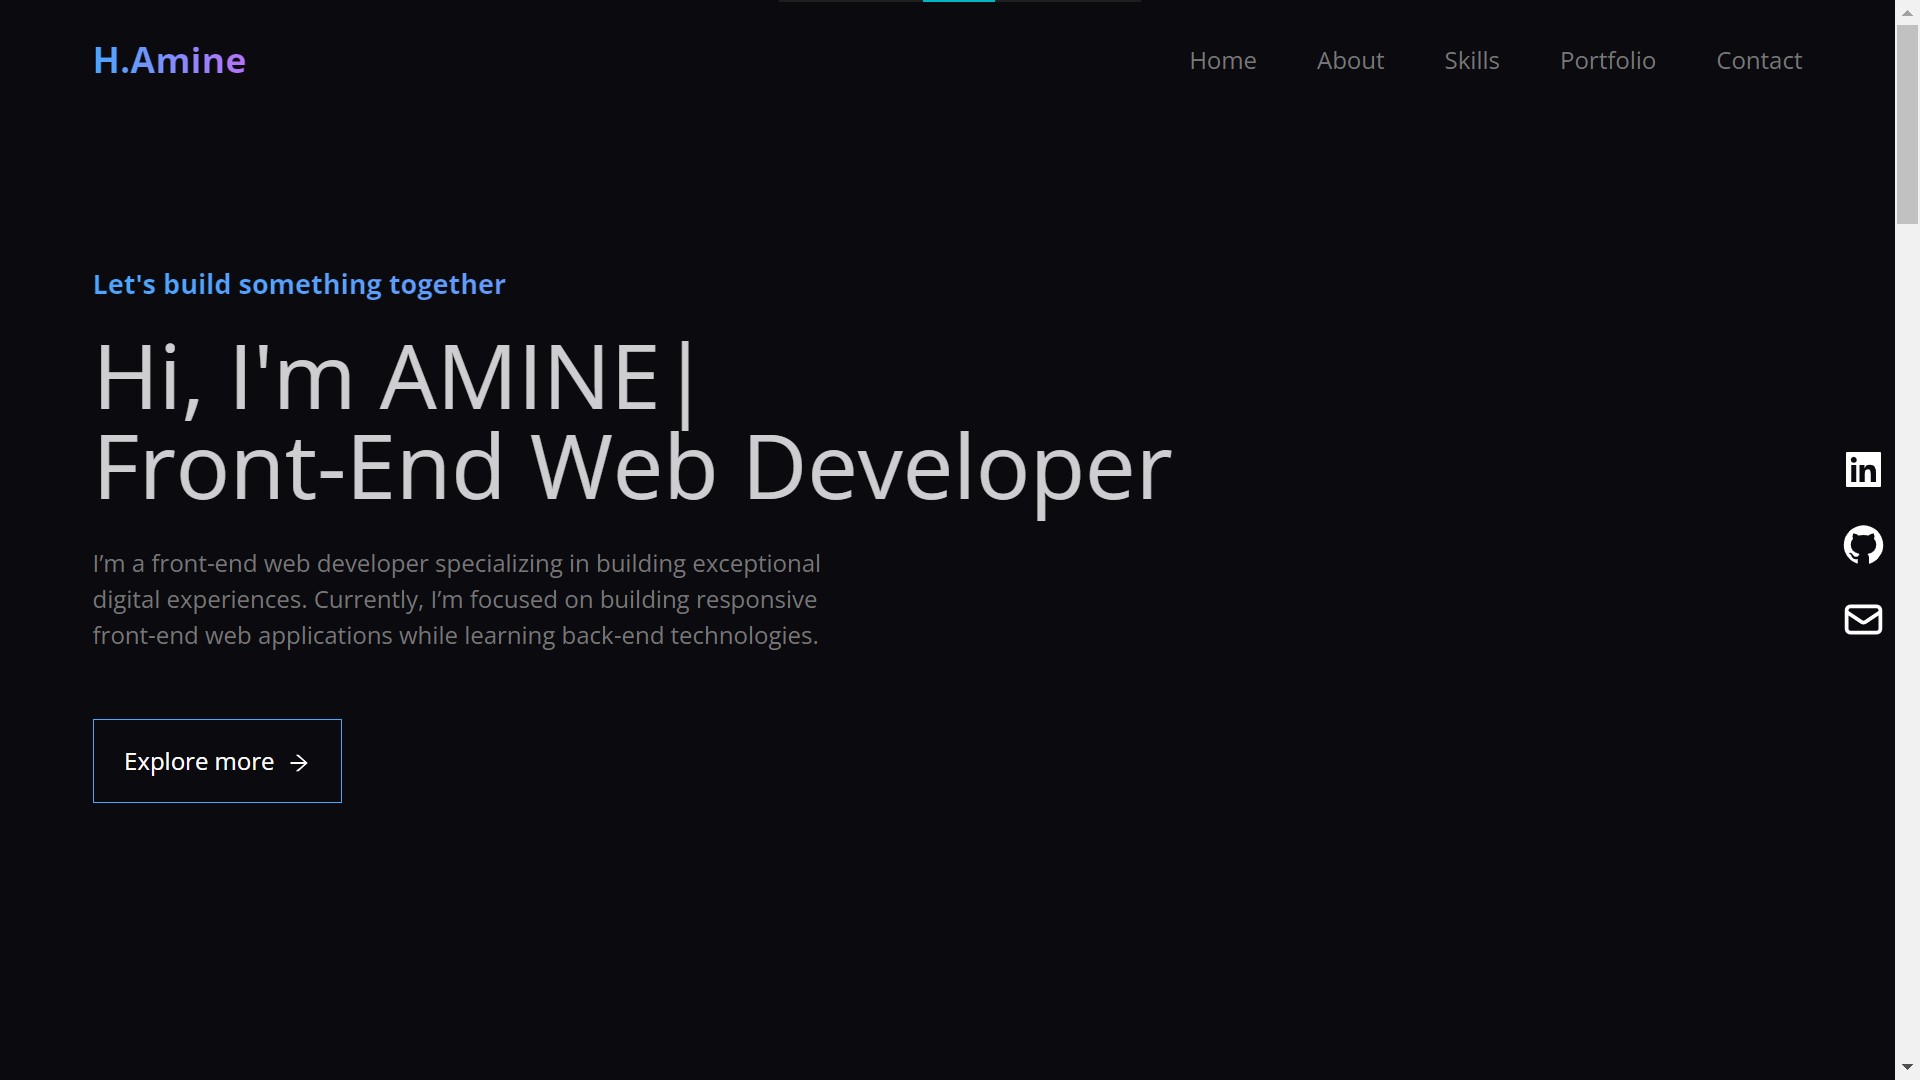 H.Amine
Home About Skills Portfolio Contact
Let's build something together
Hi, I'm AMINE|
Front-End Web Developer
I’m a front-end web developer specializing in building exceptional
digital experiences. Currently, I’m focused on building responsive
front-end web applications while learning back-end technologies.
Explore more →